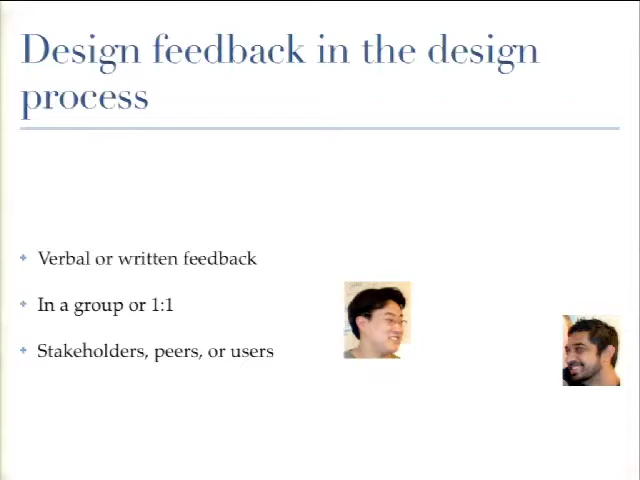 Design feedback in the design
process
Verbal or written feedback
In a group or 1:1
Stakeholders, peers, or users